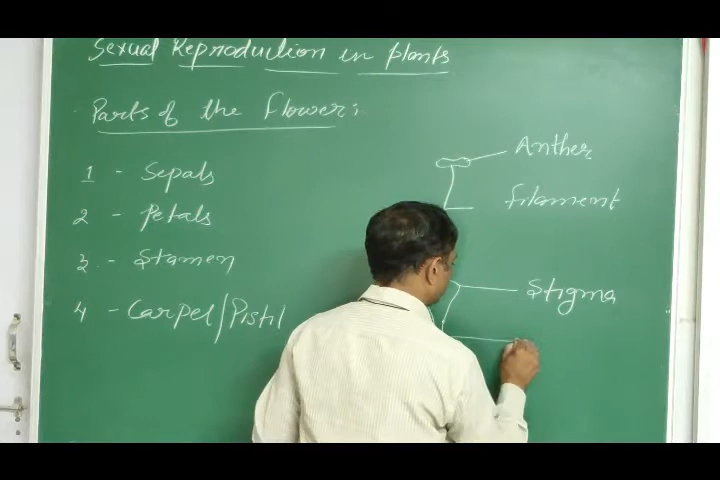 Sexual Reproduction in plants
Parts of the flower:
1 - Sepals
2 - Petals
3. - Stamen
4 - Carpel/Pistil
Anther
filament
Stigma